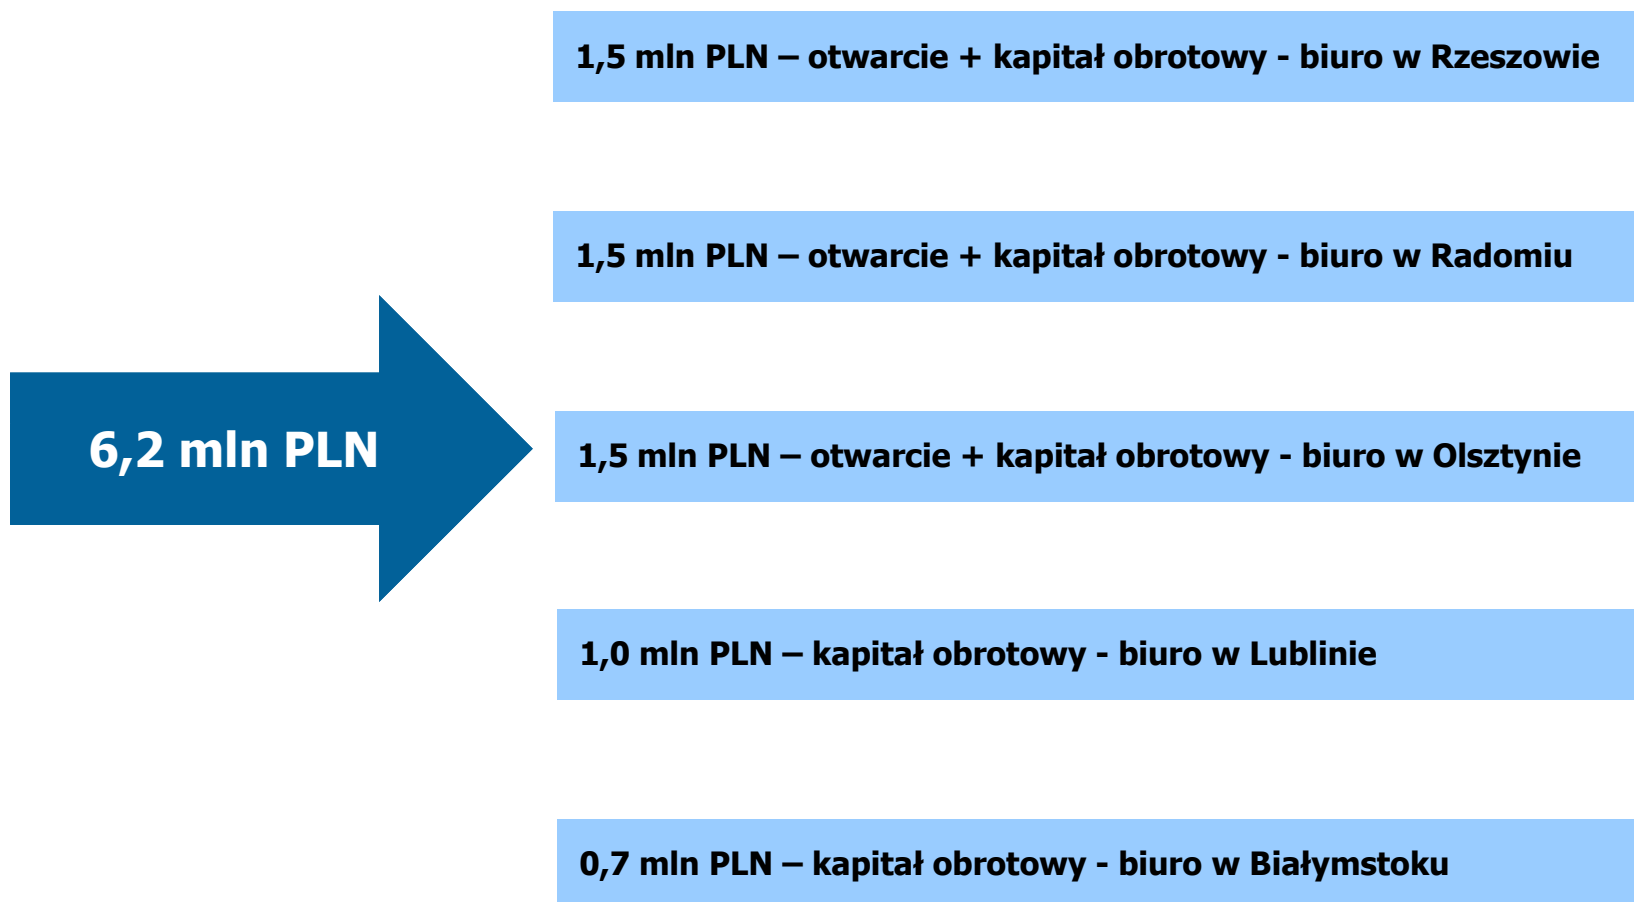 1,5 mln PLN – otwarcie + kapitał obrotowy - biuro w Rzeszowie
1,5 mln PLN – otwarcie + kapitał obrotowy - biuro w Radomiu
6,2 mln PLN
1,5 mln PLN – otwarcie + kapitał obrotowy - biuro w Olsztynie
1,0 mln PLN – kapitał obrotowy - biuro w Lublinie
0,7 mln PLN – kapitał obrotowy - biuro w Białymstoku